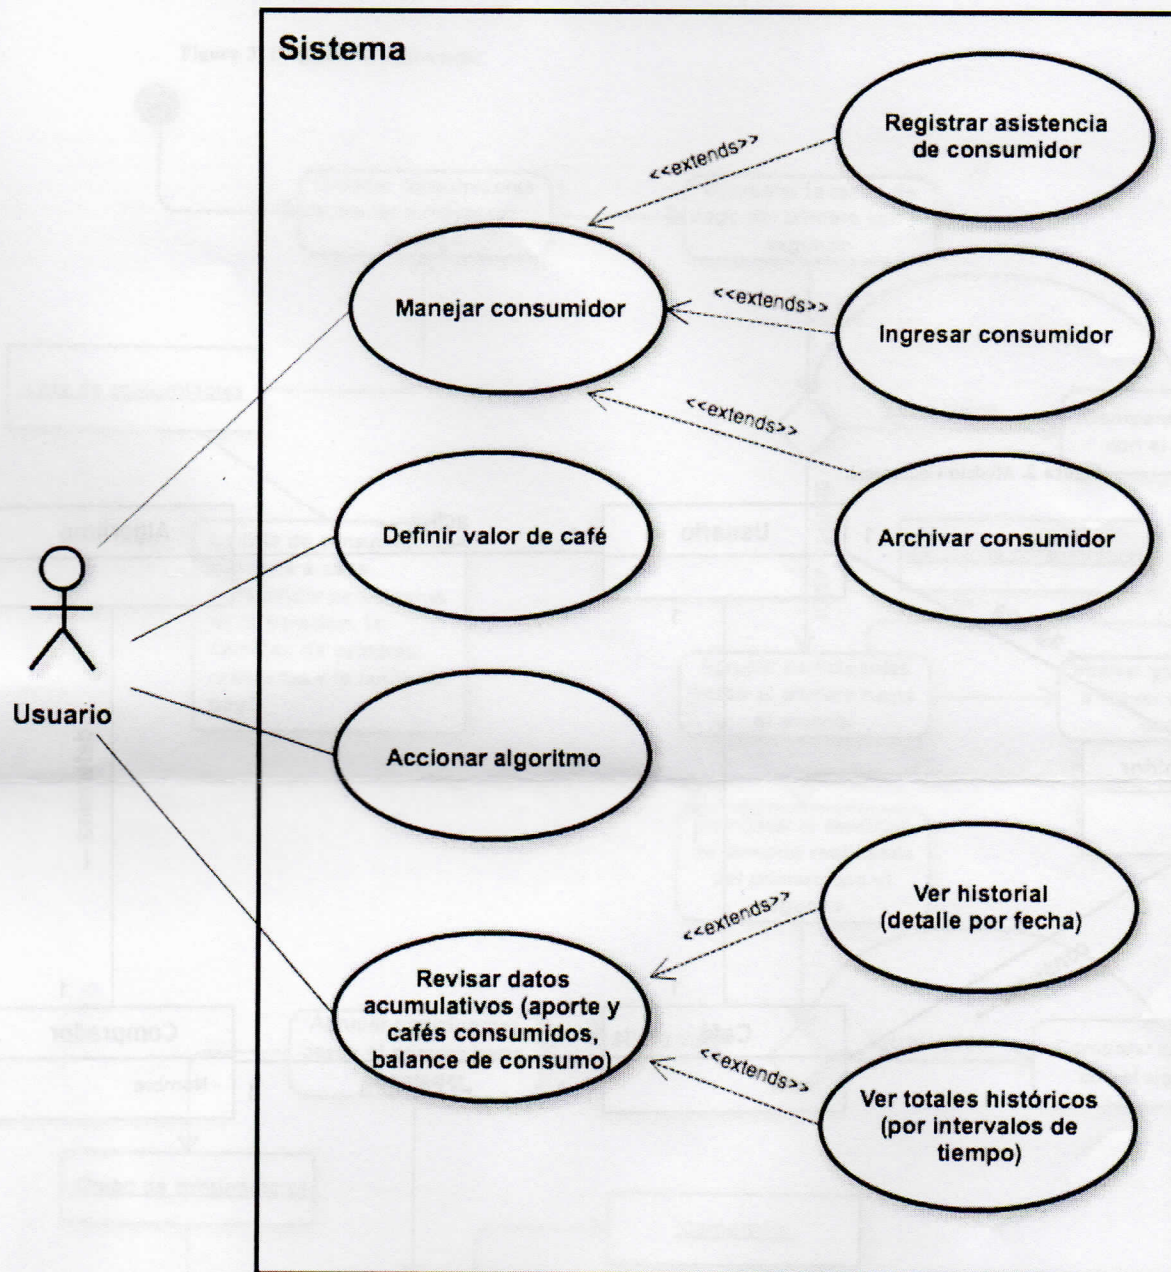 Sistema
Registrar asistencia
de consumidor
<<extends>>
Manejar consumidor
<<extends>>
Ingresar consumidor
<<extends>>
Archivar consumidor
Definir valor de café
Usuario
Accionar algoritmo
Ver historial
(detalle por fecha)
<<extends>>
Revisar datos
acumulativos (aporte y
cafés consumidos,
balance de consumo)
<<extends>>
Ver totales históricos
(por intervalos de
tiempo)